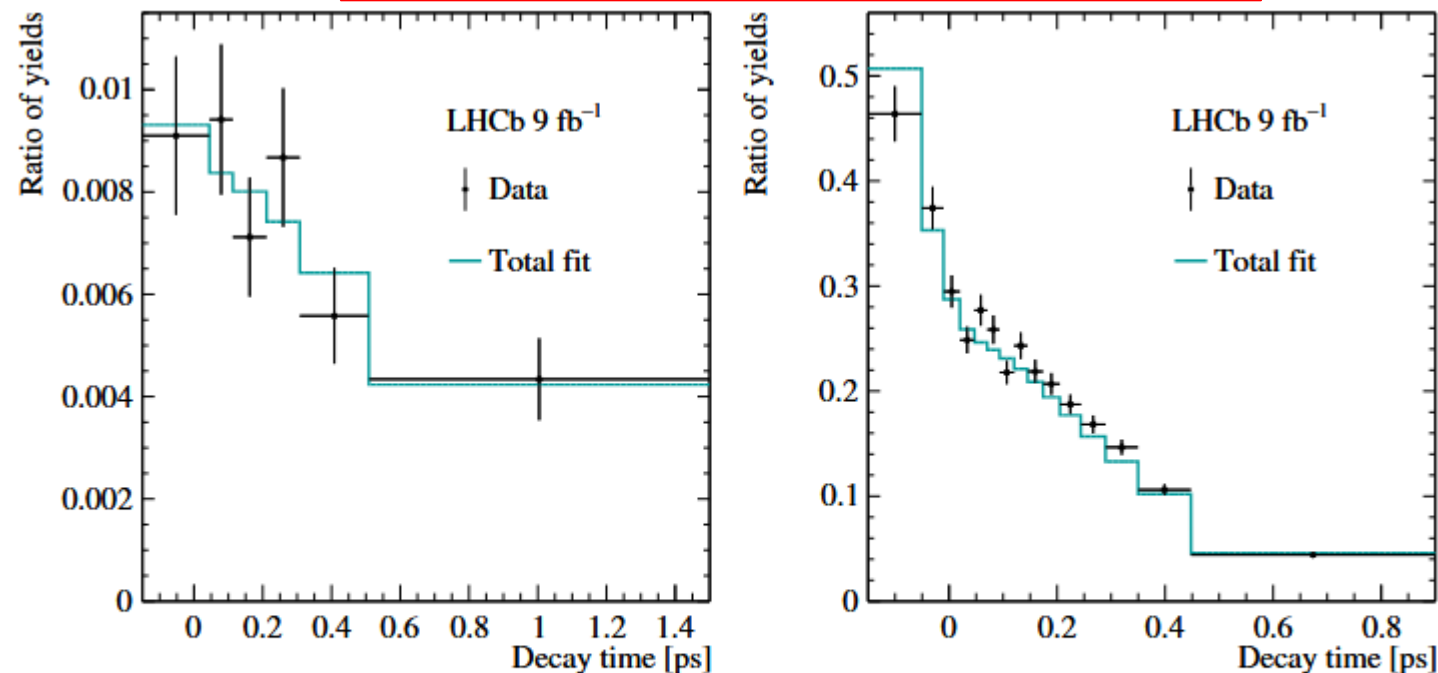 Ratio of yields
0.01
0.008
0.006
0.004
0.002
0
LHCb 9 fb⁻¹
Data
Total fit
0 0.2 0.4 0.6 0.8 1 1.2 1.4
Decay time [ps]
Ratio of yields
0.5
0.4
0.3
0.2
0.1
0
LHCb 9 fb⁻¹
Data
Total fit
0 0.2 0.4 0.6 0.8
Decay time [ps]